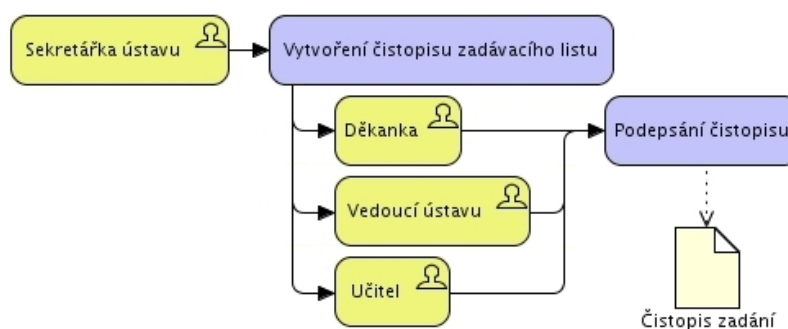 Sekretářka ústavu
Vytvoření čistopisu zadávacího listu
Děkanka
Podepsání čistopisu
Vedoucí ústavu
Učitel
Čistopis zadání